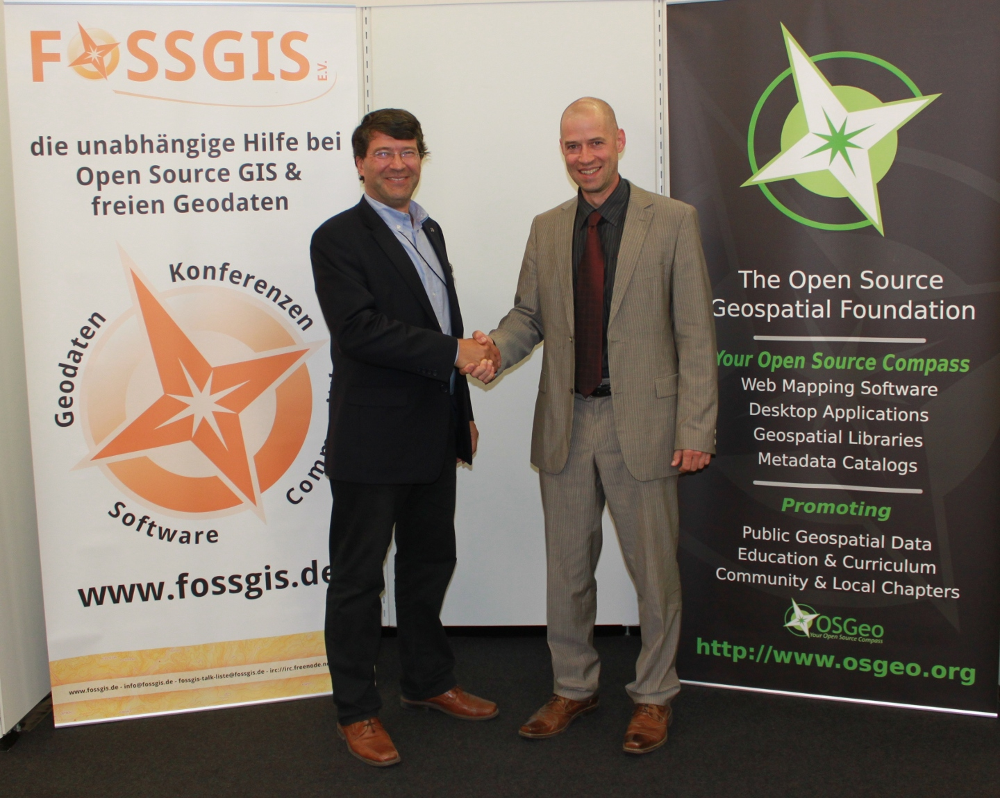 FOSSGIS E.V.
die unabhängige Hilfe bei
Open Source GIS &
freien Geodaten
Konferenzen
Geodaten
Software
www.fossgis.de
www.fossgis.de - info@fossgis.de - fossgis-talk-liste@fossgis.de - irc://irc.freenode.ne
The Open Source
Geospatial Foundation
Your Open Source Compass
Web Mapping Software
Desktop Applications
Geospatial Libraries
Metadata Catalogs
Promoting
Public Geospatial Data
Education & Curriculum
Community & Local Chapters
OSGeo
Your Open Source Compass
http://www.osgeo.org